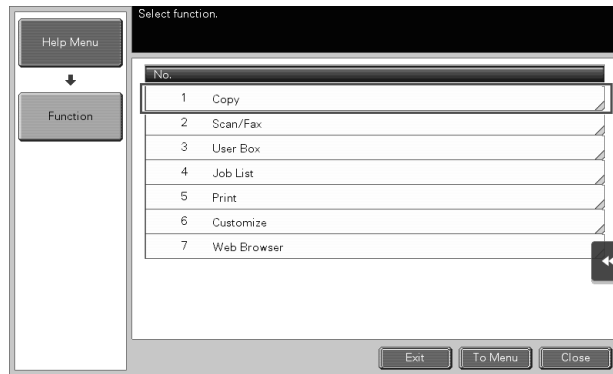 Select function.
Help Menu
Function
No.
1 Copy
2 Scan/Fax
3 User Box
4 Job List
5 Print
6 Customize
7 Web Browser
Exit To Menu Close